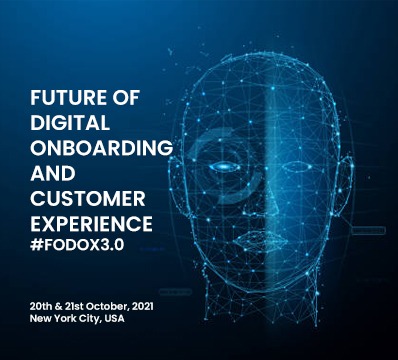 FUTURE OF
DIGITAL
ONBOARDING
AND
CUSTOMER
EXPERIENCE
#FODOX3.0
20th & 21st October, 2021
New York City, USA